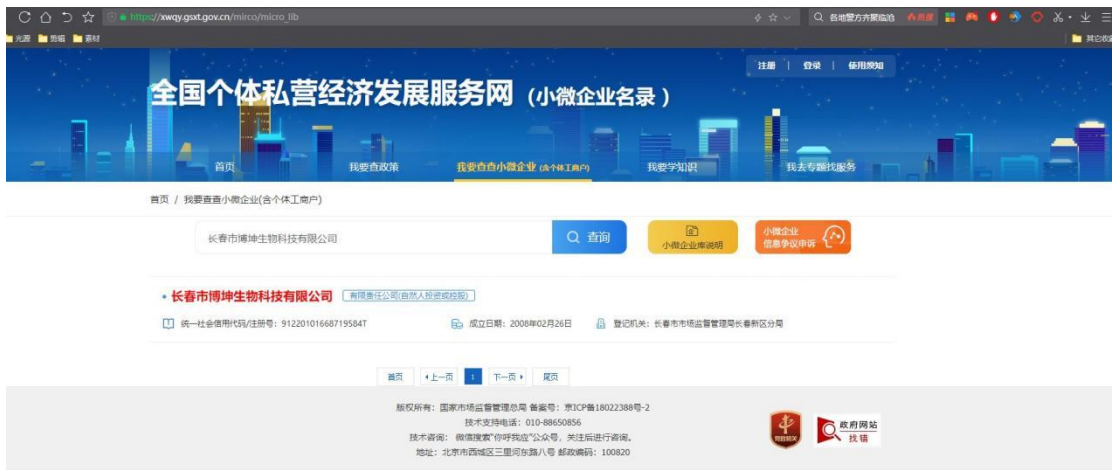 https://xwqy.gsxt.gov.cn/mirco/micro_lib
各地警方齐聚临沧
热搜
光源 剪辑 素材
其它收藏
注册 | 登录 | 使用须知
全国个体私营经济发展服务网 (小微企业名录)
首页 我要查政策 我要查查小微企业 (含个体工商户) 我要学知识 我去专题找服务
首页 / 我要查查小微企业(含个体工商户)
长春市博坤生物科技有限公司
查询
小微企业库说明
小微企业
信息争议申诉
长春市博坤生物科技有限公司 有限责任公司(自然人投资或控股)
统一社会信用代码/注册号: 91220101668719584T 成立日期: 2008年02月26日 登记机关: 长春市市场监督管理局长春新区分局
首页 上一页 1 下一页 尾页
版权所有: 国家市场监督管理总局 备案号: 京ICP备18022388号-2
技术支持电话: 010-88650856
技术咨询: 微信搜索"你呼我应"公众号, 关注后进行咨询。
地址: 北京市西城区三里河东路八号 邮政编码: 100820
党政机关
政府网站
找错